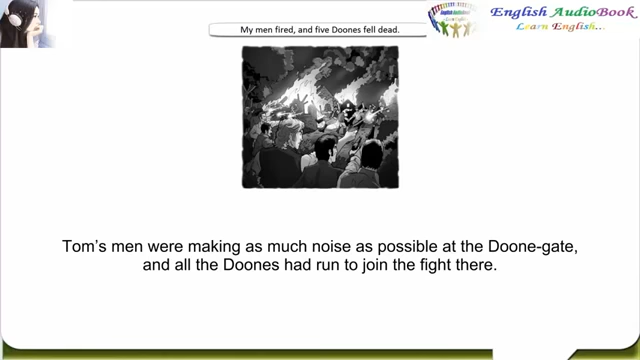 My men fired, and five Doones fell dead.
English AudioBook
Learn English...
Tom's men were making as much noise as possible at the Doone-gate,
and all the Doones had run to join the fight there.